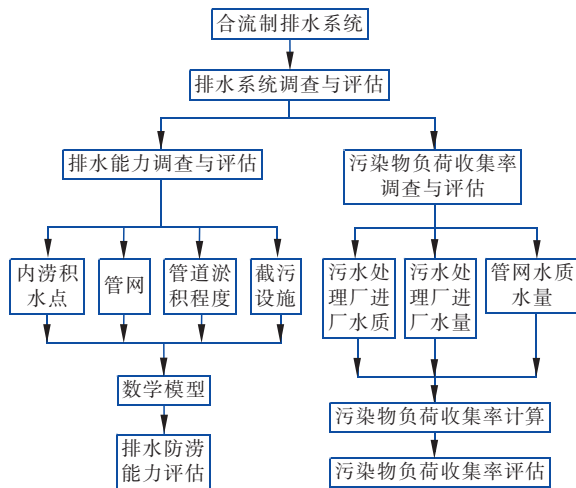 合流制排水系统
排水系统调查与评估
排水能力调查与评估
污染物负荷收集率
调查与评估
内涝积
水点
管网
管道淤
积程度
截污
设施
污水处
理厂进
厂水质
污水处
理厂进
厂水量
管网水质
水量
数学模型
排水防涝
能力评估
污染物负荷收集率计算
污染物负荷收集率评估